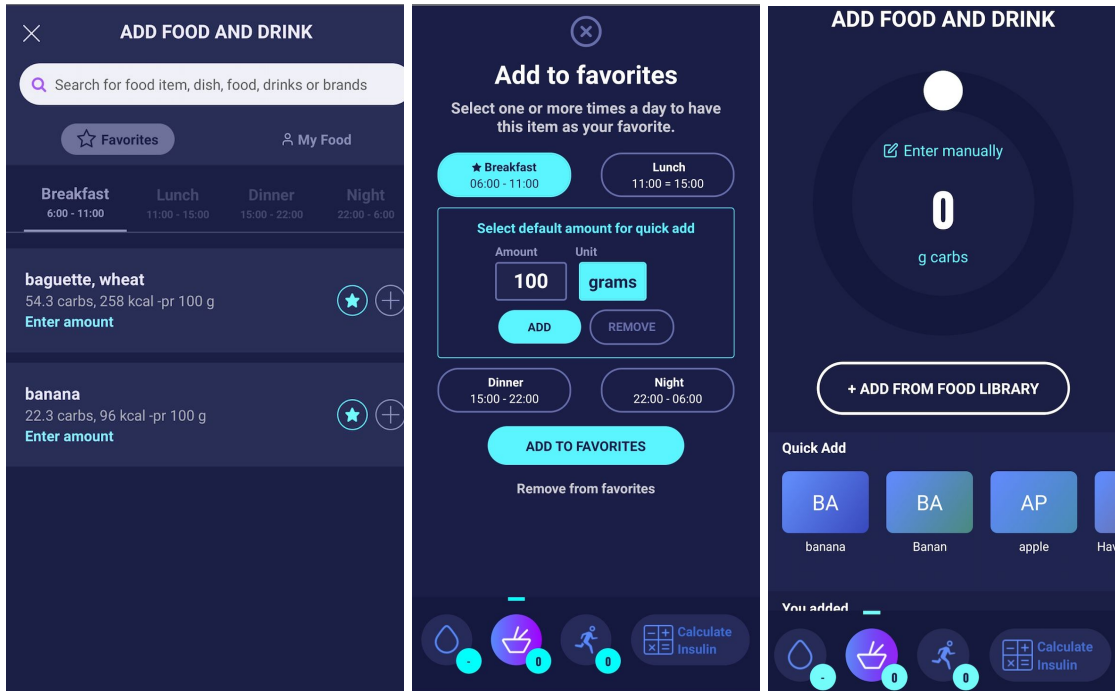 ADD FOOD AND DRINK
Search for food item, dish, food, drinks or brands
Favorites
My Food
Breakfast
6:00 - 11:00
Lunch
11:00 - 15:00
Dinner
15:00 - 22:00
Night
22:00 - 6:00
baguette, wheat
54.3 carbs, 258 kcal -pr 100 g
Enter amount
banana
22.3 carbs, 96 kcal -pr 100 g
Enter amount
Add to favorites
Select one or more times a day to have
this item as your favorite.
Breakfast
06:00 - 11:00
Lunch
11:00 = 15:00
Select default amount for quick add
Amount
Unit
100
grams
ADD
REMOVE
Dinner
15:00 - 22:00
Night
22:00 - 06:00
ADD TO FAVORITES
Remove from favorites
-
0
0
Calculate
Insulin
ADD FOOD AND DRINK
Enter manually
0
g carbs
+ ADD FROM FOOD LIBRARY
Quick Add
BA
BA
AP
banana
Banan
apple
Hav
You added
-
0
0
Calculate
Insulin